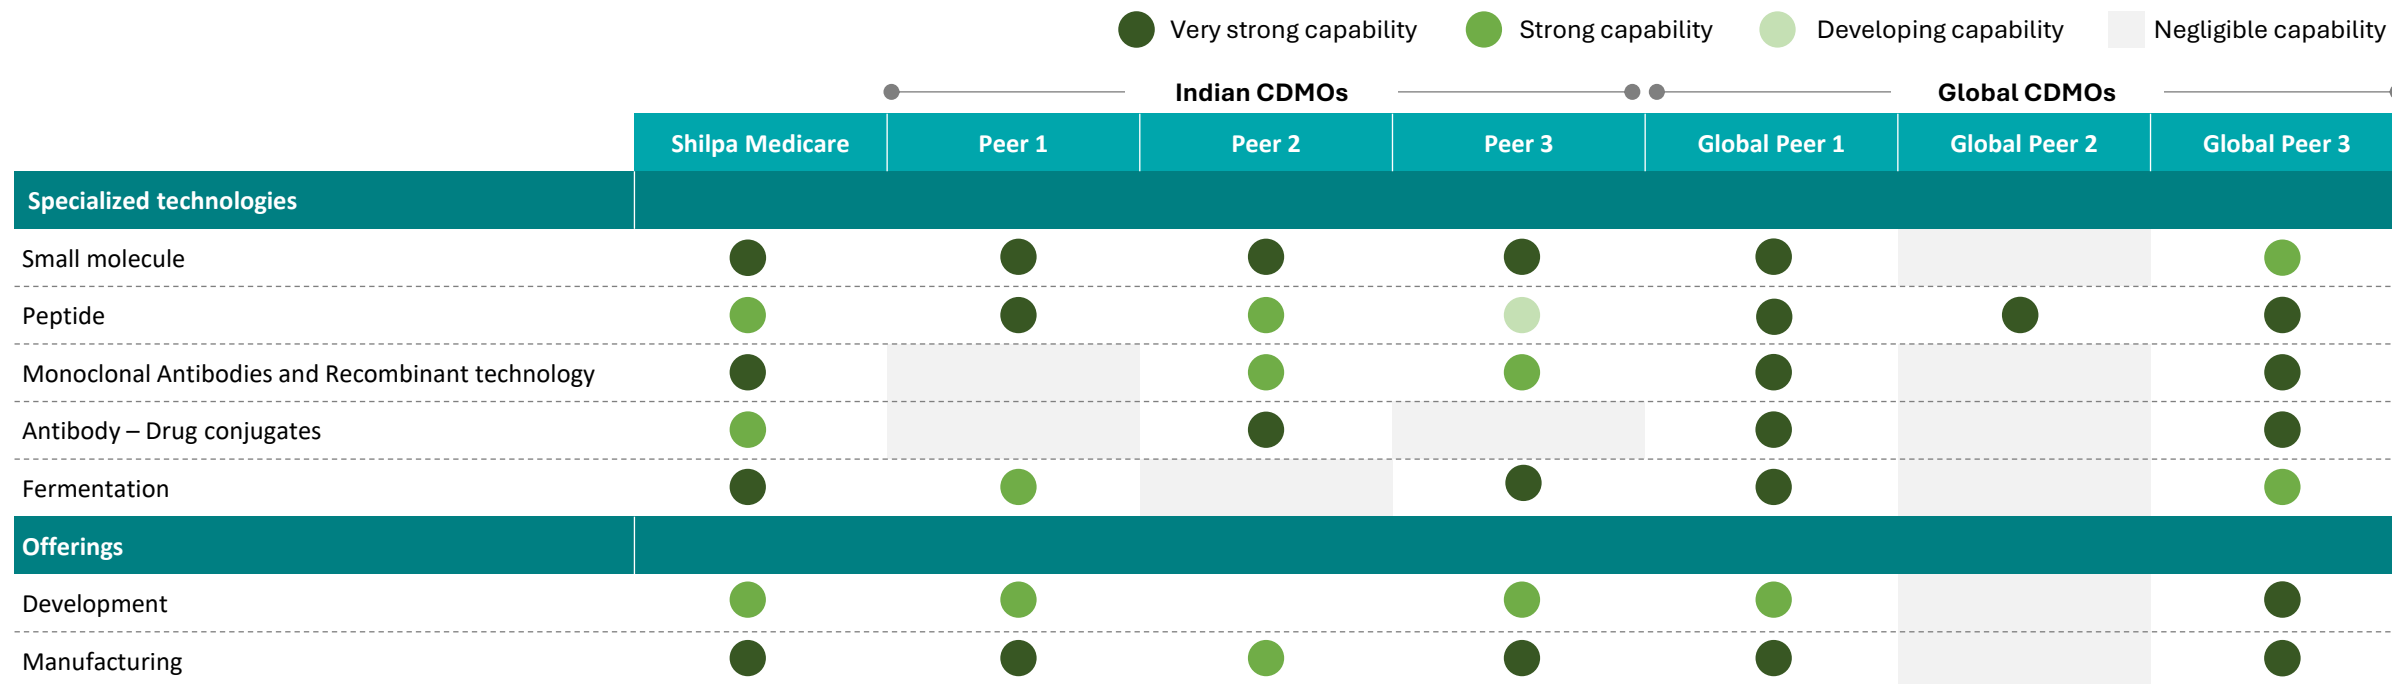 Very strong capability Strong capability Developing capability Negligible capability
Indian CDMOs Global CDMOs
Shilpa Medicare Peer 1 Peer 2 Peer 3 Global Peer 1 Global Peer 2 Global Peer 3
Specialized technologies
Small molecule
Peptide
Monoclonal Antibodies and Recombinant technology
Antibody – Drug conjugates
Fermentation
Offerings
Development
Manufacturing